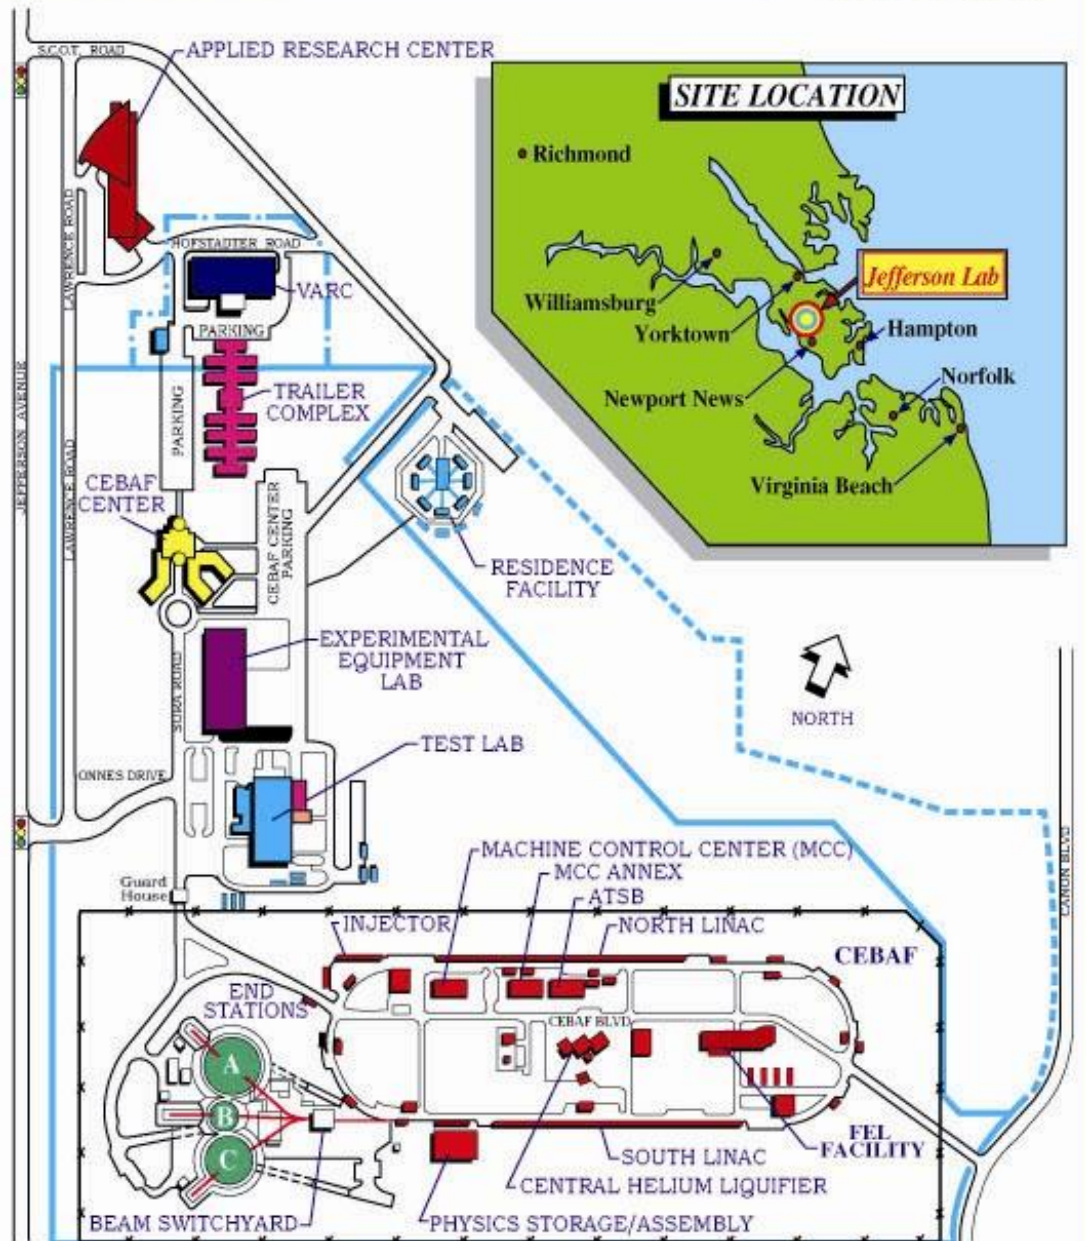 S.C.O.T. ROAD
APPLIED RESEARCH CENTER
SITE LOCATION
Richmond
Jefferson Lab
Williamsburg
Yorktown
Hampton
Newport News
Norfolk
Virginia Beach
LAWRENCE ROAD
HOFSTADTER ROAD
VARC
PARKING
TRAILER
COMPLEX
PARKING
JEFFERSON AVENUE
LAWRENCE ROAD
CEBAF
CENTER
CEBAF CENTER
PARKING
RESIDENCE
FACILITY
EXPERIMENTAL
EQUIPMENT
LAB
SURA ROAD
NORTH
TEST LAB
ONNES DRIVE
CANON BLVD
MACHINE CONTROL CENTER (MCC)
MCC ANNEX
ATSB
Guard
House
INJECTOR
NORTH LINAC
CEBAF
END
STATIONS
CEBAF BLVD
A
B
C
FEL
FACILITY
SOUTH LINAC
CENTRAL HELIUM LIQUIFIER
BEAM SWITCHYARD
PHYSICS STORAGE/ASSEMBLY